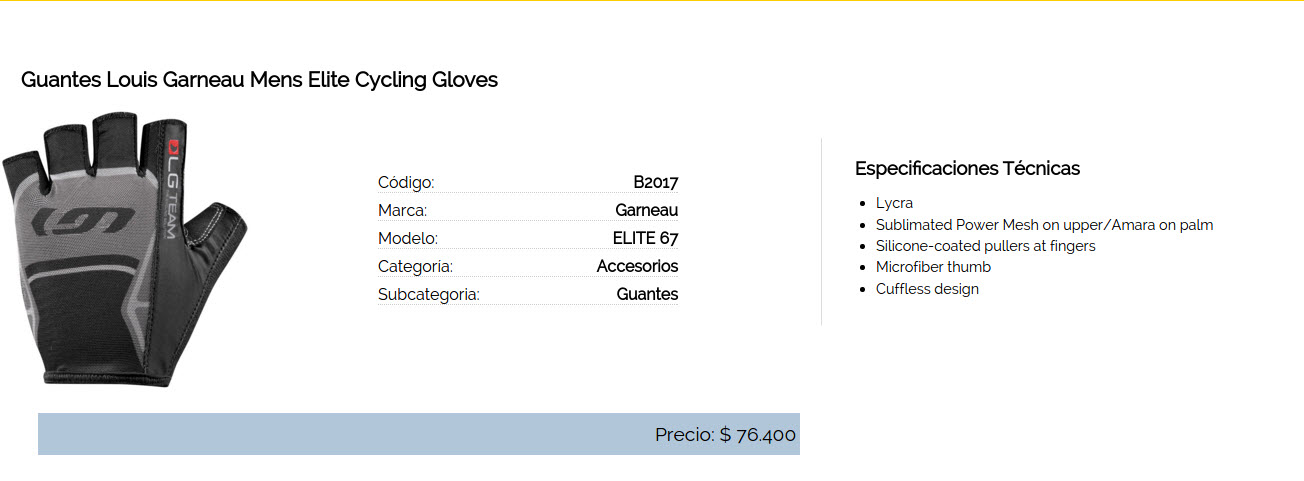 Guantes Louis Garneau Mens Elite Cycling Gloves
LG TEAM
Código: B2017
Marca: Garneau
Modelo: ELITE 67
Categoria: Accesorios
Subcategoria: Guantes
Especificaciones Técnicas
Lycra
Sublimated Power Mesh on upper/Amara on palm
Silicone-coated pullers at fingers
Microfiber thumb
Cuffless design
Precio: $ 76.400